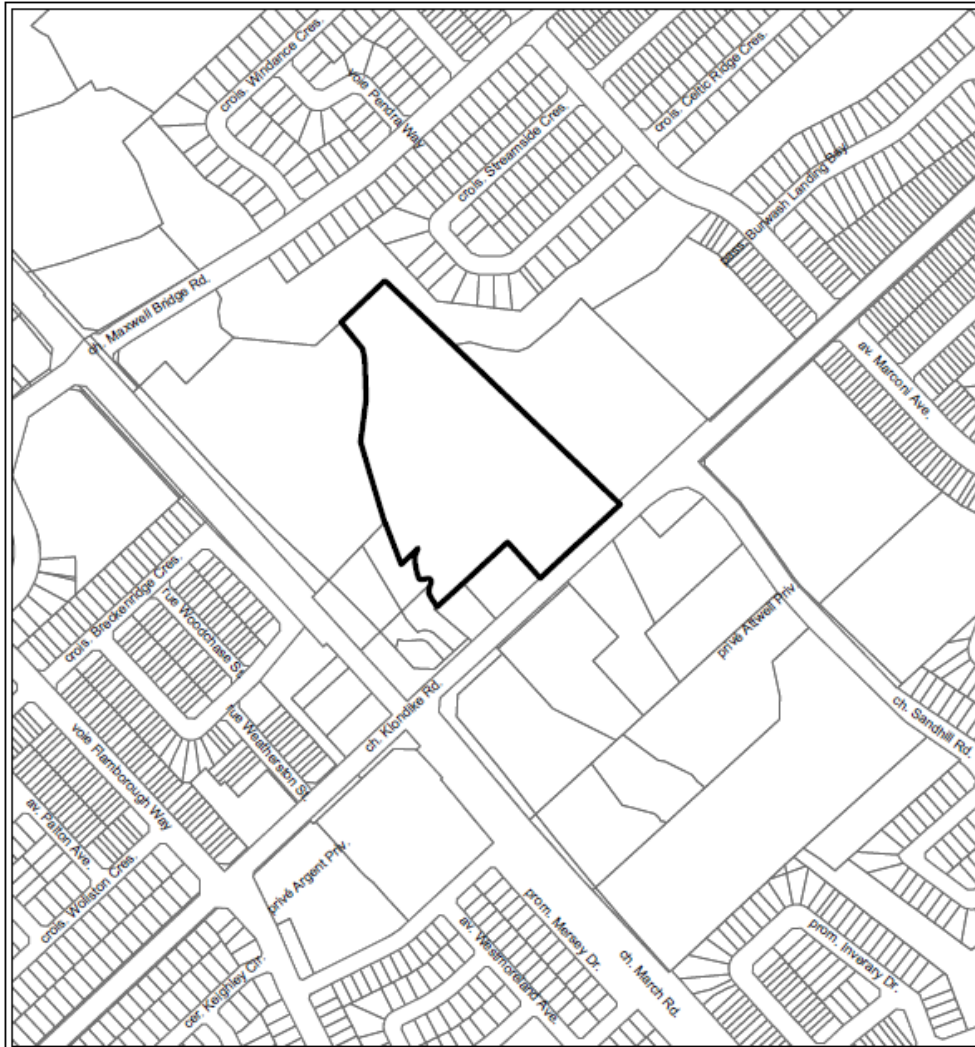 crois. Windance Cres.
voie Pendra Way
crois. Celtic Ridge Cres.
crois. Streamside Cres.
pass. Burwash Landing Bay
ch. Maxwell Bridge Rd.
av. Marconi Ave.
crois. Breckenridge Cres.
rue Woodchase St.
privé Attwell Priv
ch. Klondike Rd.
ch. Sandhill Rd.
rue Weatherston St.
voie Flamborough Way
av. Paiton Ave.
crois. Wolliston Cres.
privé Argent Priv.
prom. Mersey Dr.
av. Westmoreland Ave.
prom. Inverary Dr.
ch. March Rd.
cer. Keighley Cir.